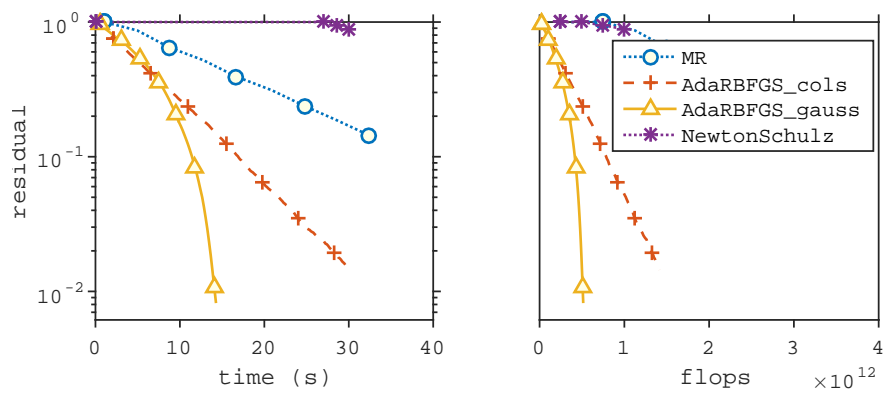 residual
10^0
10^-1
10^-2
0
10
20
30
40
time (s)
MR
AdaRBFGS_cols
AdaRBFGS_gauss
NewtonSchulz
0
1
2
3
4
flops
×10^12